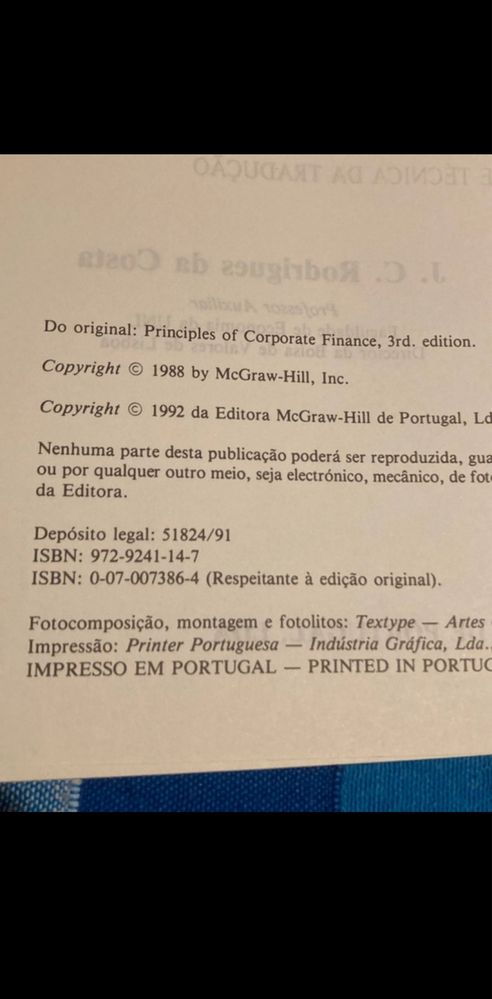 Do original: Principles of Corporate Finance, 3rd. edition.
Copyright © 1988 by McGraw-Hill, Inc.
Copyright © 1992 da Editora McGraw-Hill de Portugal, Ld
Nenhuma parte desta publicação poderá ser reproduzida, gua
ou por qualquer outro meio, seja electrónico, mecânico, de fot
da Editora.
Depósito legal: 51824/91
ISBN: 972-9241-14-7
ISBN: 0-07-007386-4 (Respeitante à edição original).
Fotocomposição, montagem e fotolitos: Textype — Artes
Impressão: Printer Portuguesa — Indústria Gráfica, Lda.
IMPRESSO EM PORTUGAL — PRINTED IN PORTUG